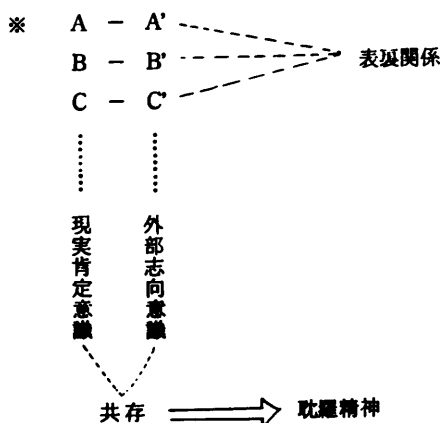 ※ A － A'
B － B' 表裏関係
C － C'
現実肯定意識
外部志向意識
共存 耽羅精神